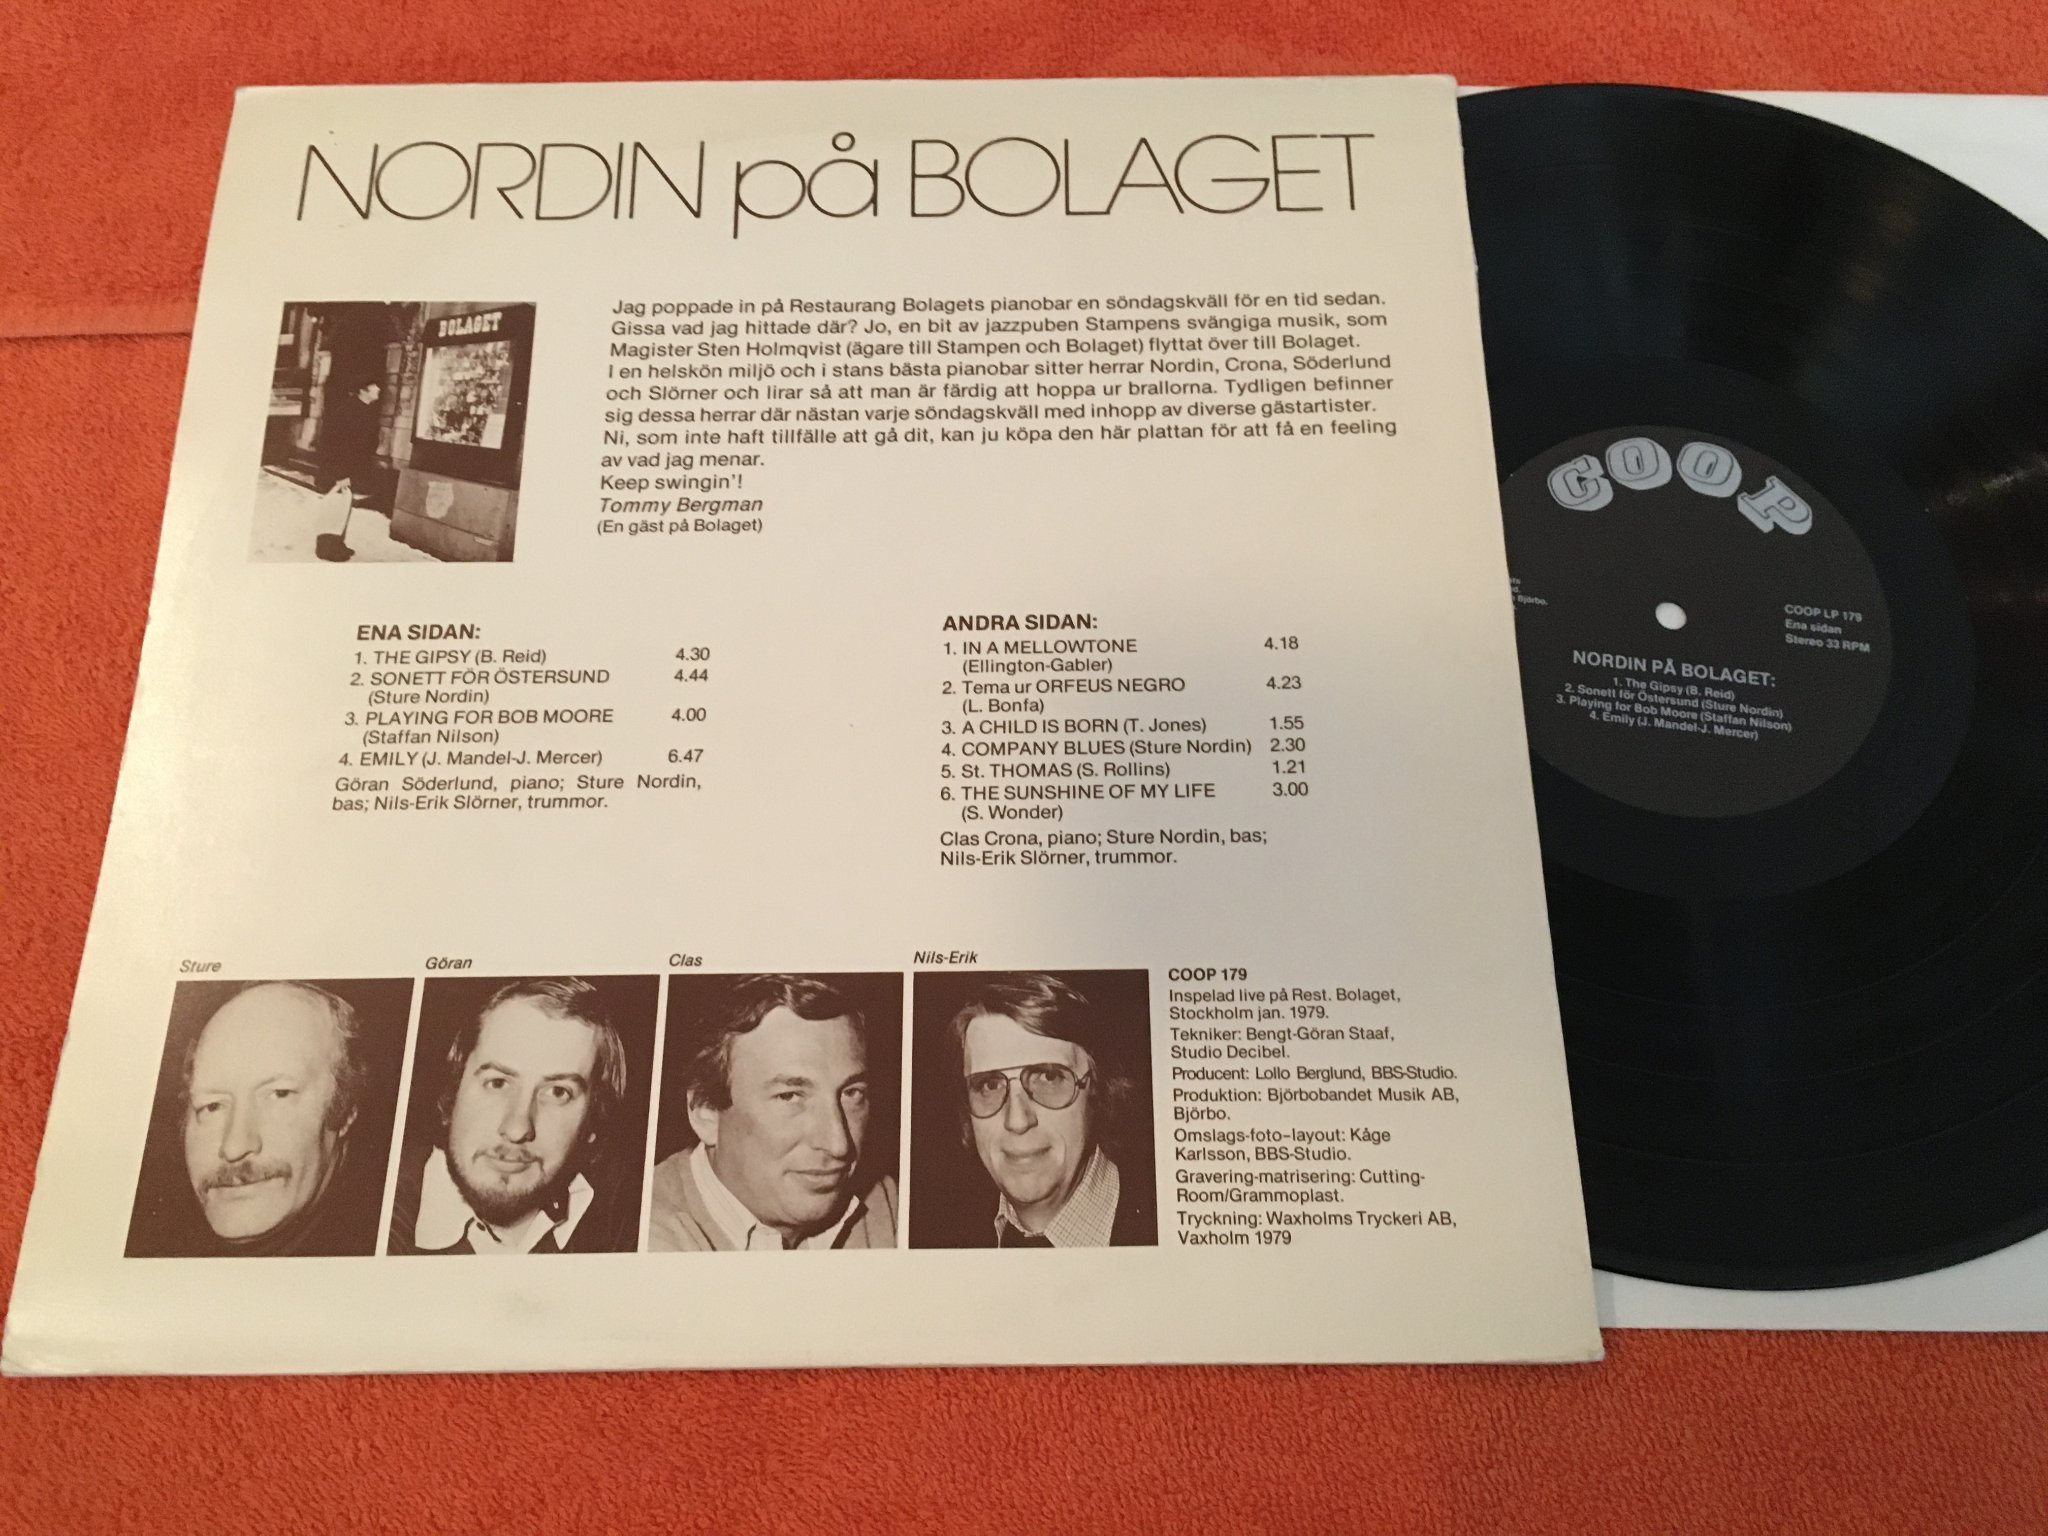 NORDIN på BOLAGET
BOLAGET
Jag poppade in på Restaurang Bolagets pianobar en söndagskväll för en tid sedan.
Gissa vad jag hittade där? Jo, en bit av jazzpuben Stampens svängiga musik, som
Magister Sten Holmqvist (ägare till Stampen och Bolaget) flyttat över till Bolaget.
I en helskön miljö och i stans bästa pianobar sitter herrar Nordin, Crona, Söderlund
och Slörner och lirar så att man är färdig att hoppa ur brallorna. Tydligen befinner
sig dessa herrar där nästan varje söndagskväll med inhopp av diverse gästartister.
Ni, som inte haft tillfälle att gå dit, kan ju köpa den här plattan för att få en feeling
av vad jag menar.
Keep swingin'!
Tommy Bergman
(En gäst på Bolaget)
ENA SIDAN:
1. THE GIPSY (B. Reid) 4.30
2. SONETT FÖR ÖSTERSUND 4.44
(Sture Nordin)
3. PLAYING FOR BOB MOORE 4.00
(Staffan Nilson)
4. EMILY (J. Mandel-J. Mercer) 6.47
Göran Söderlund, piano; Sture Nordin,
bas; Nils-Erik Slörner, trummor.
ANDRA SIDAN:
1. IN A MELLOWTONE 4.18
(Ellington-Gabler)
2. Tema ur ORFEUS NEGRO 4.23
(L. Bonfa)
3. A CHILD IS BORN (T. Jones) 1.55
4. COMPANY BLUES (Sture Nordin) 2.30
5. St. THOMAS (S. Rollins) 1.21
6. THE SUNSHINE OF MY LIFE 3.00
(S. Wonder)
Clas Crona, piano; Sture Nordin, bas;
Nils-Erik Slörner, trummor.
Sture
Göran
Clas
Nils-Erik
COOP 179
Inspelad live på Rest. Bolaget,
Stockholm jan. 1979.
Tekniker: Bengt-Göran Staaf,
Studio Decibel.
Producent: Lollo Berglund, BBS-Studio.
Produktion: Björbobandet Musik AB,
Björbo.
Omslags-foto–layout: Kåge
Karlsson, BBS-Studio.
Gravering-matrisering: Cutting-
Room/Grammoplast.
Tryckning: Waxholms Tryckeri AB,
Vaxholm 1979
COOP
Björbo.
COOP LP 179
Ena sidan
Stereo 33 RPM
NORDIN PÅ BOLAGET:
1. The Gipsy (B. Reid)
2. Sonett för Östersund (Sture Nordin)
3. Playing for Bob Moore (Staffan Nilson)
4. Emily (J. Mandel-J. Mercer)